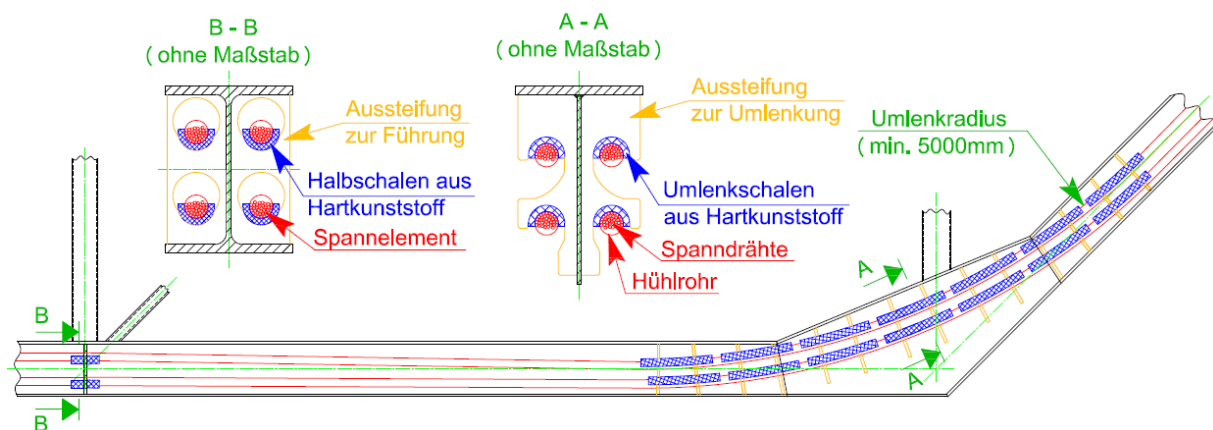 B - B
( ohne Maßstab )
Aussteifung
zur Führung
Halbschalen aus
Hartkunststoff
Spannelement
A - A
( ohne Maßstab )
Aussteifung
zur Umlenkung
Umlenkschalen
aus Hartkunststoff
Spanndrähte
Hühlrohr
Umlenkradius
(min. 5000mm )
B
B
A
A